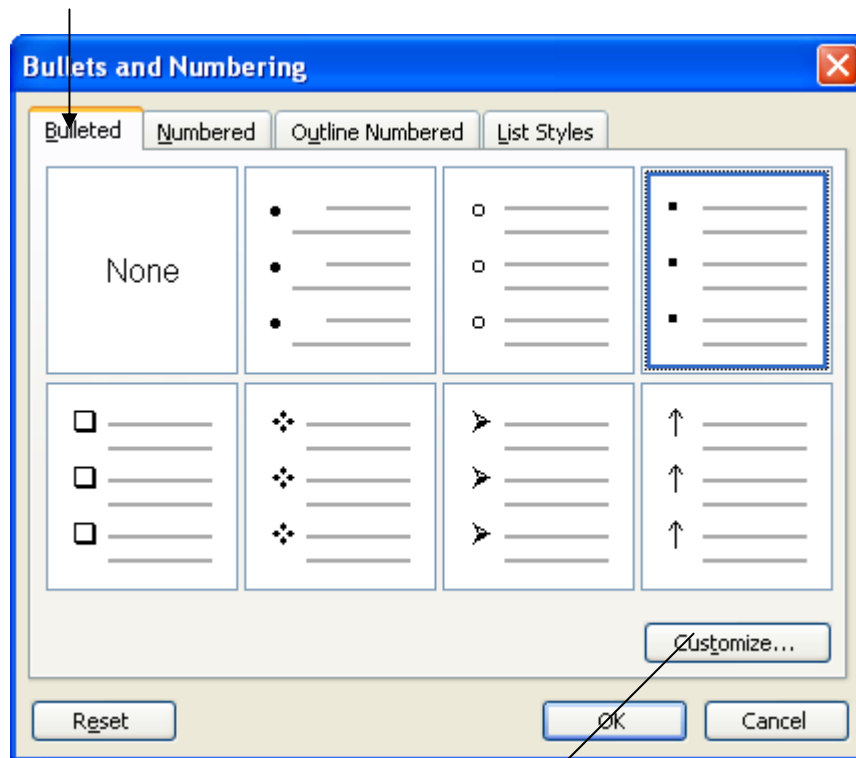 Bullets and Numbering
Bulleted Numbered Outline Numbered List Styles
None
Customize...
Reset OK Cancel